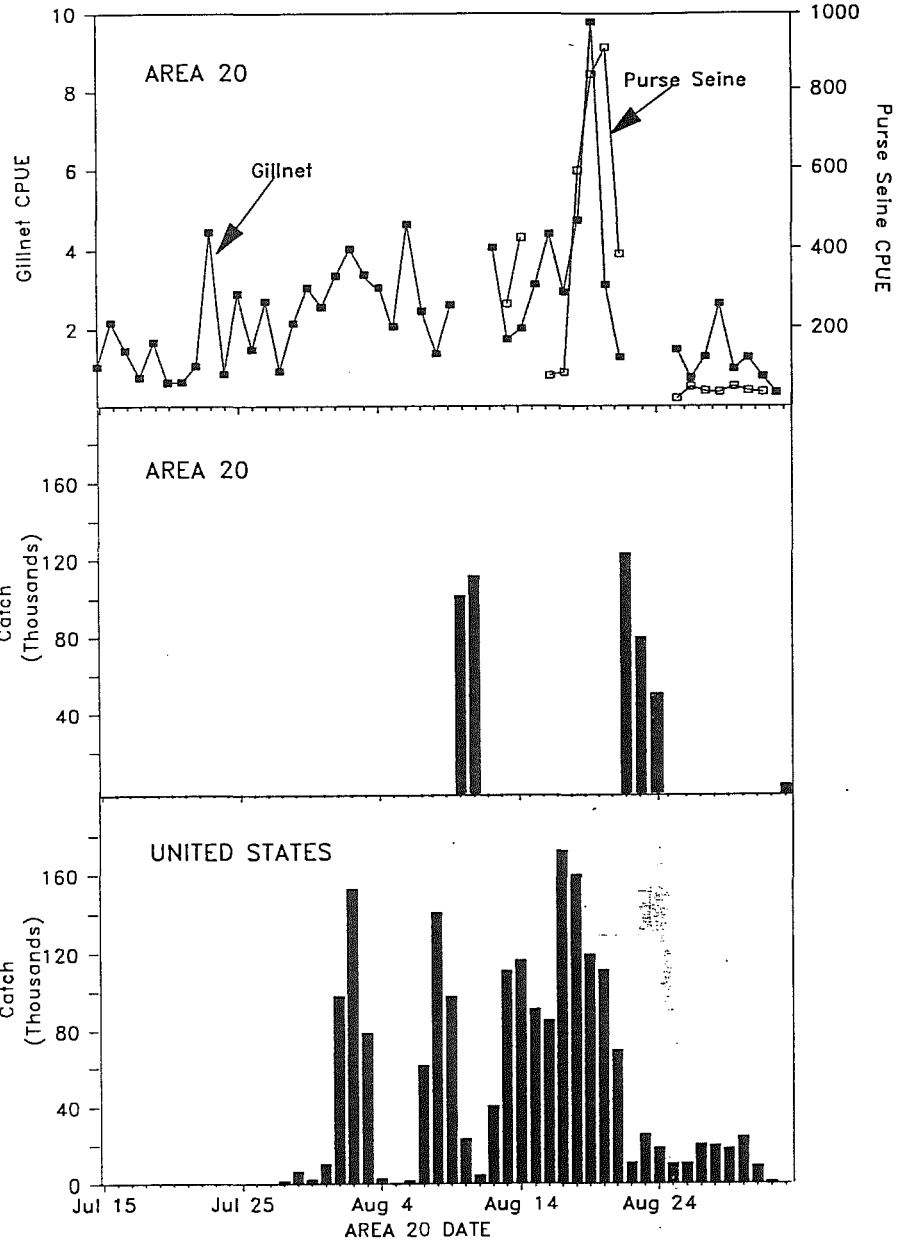 10
1000
AREA 20
Purse Seine
8
800
Gillnet
6
600
Gillnet CPUE
Purse Seine CPUE
4
400
2
200
AREA 20
160
Catch
(Thousands)
120
80
40
UNITED STATES
160
Catch
(Thousands)
120
80
40
0
Jul 15 Jul 25 Aug 4 Aug 14 Aug 24
AREA 20 DATE